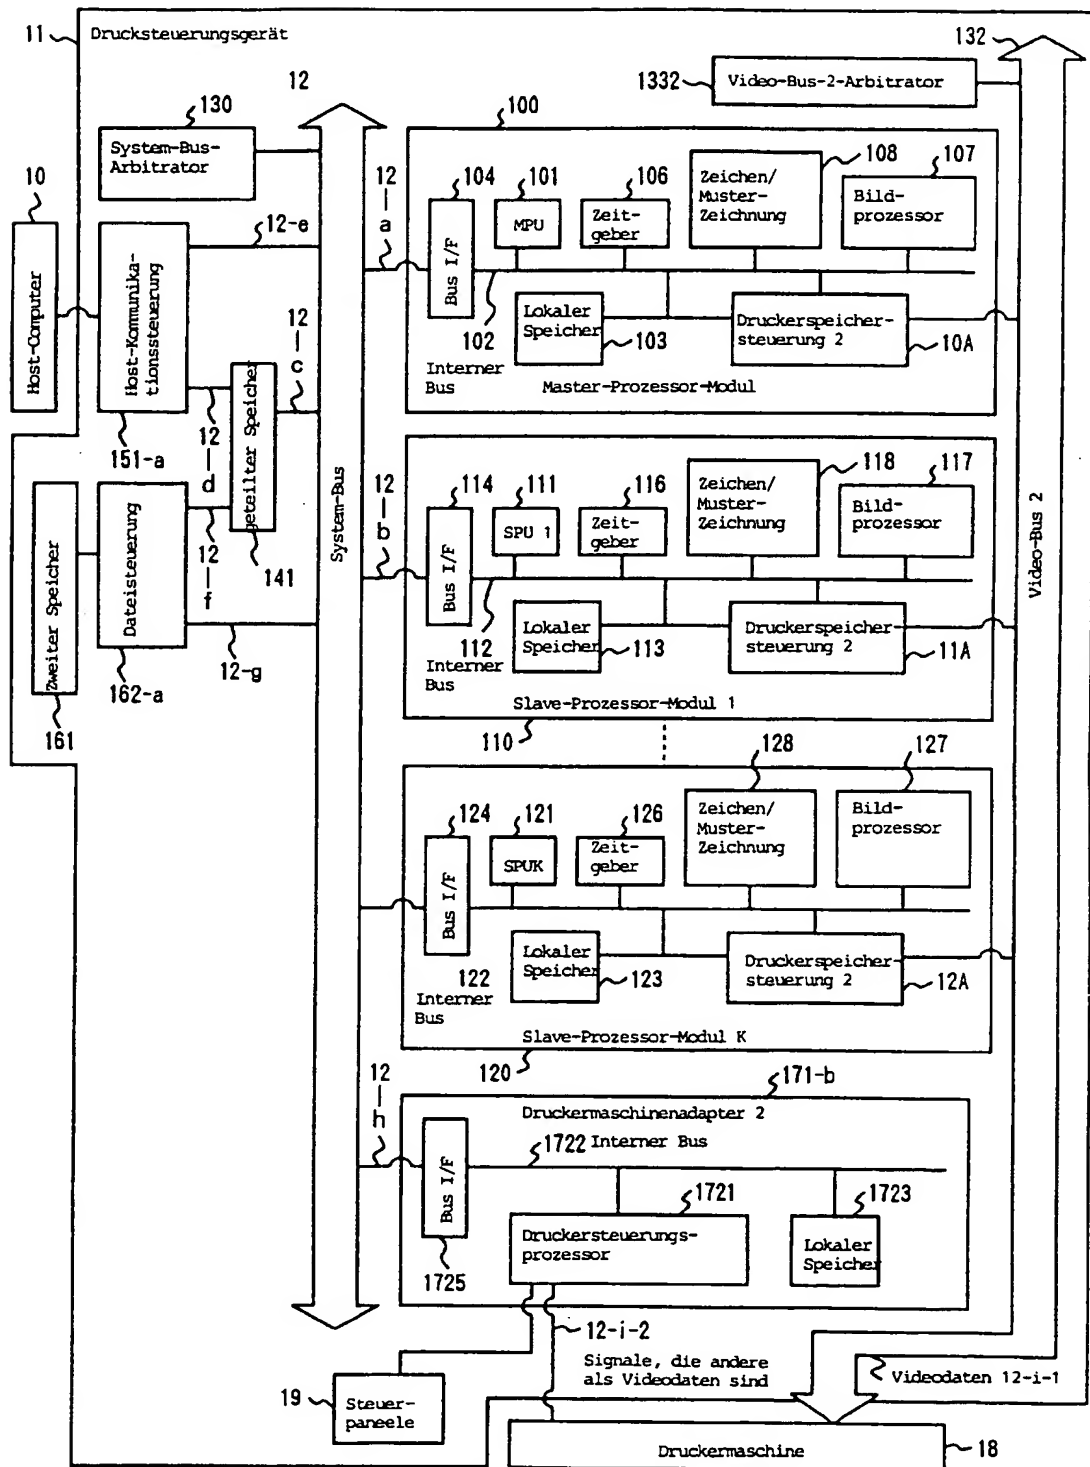 11
Drucksteuerungsgerät
132
12
1332
Video-Bus-2-Arbitrator
130
System-Bus-
Arbitrator
100
10
12-e
12
|
a
104
101
106
108
107
Bus I/F
MPU
Zeit-
geber
Zeichen/
Muster-
Zeichnung
Bild-
prozessor
Host-Computer
Host-Kommunika-
tionssteuerung
12
|
c
Lokaler
Speicher
102
103
Druckerspeicher-
steuerung 2
10A
Interner
Bus
Master-Prozessor-Modul
geteilter Speicher
151-a
12
|
d
System-Bus
12
|
b
114
111
116
118
117
Bus I/F
SPU 1
Zeit-
geber
Zeichen/
Muster-
Zeichnung
Bild-
prozessor
Video-Bus 2
Zweiter Speicher
Dateisteuerung
12
|
f
141
Lokaler
Speicher
112
113
Druckerspeicher
steuerung 2
11A
Interner
Bus
12-g
162-a
161
Slave-Prozessor-Modul 1
110
128
127
124
121
126
Bus I/F
SPUK
Zeit-
geber
Zeichen/
Muster-
Zeichnung
Bild-
prozessor
Lokaler
Speicher
122
123
Druckerspeicher-
steuerung 2
12A
Interner
Bus
Slave-Prozessor-Modul K
120
12
|
h
171-b
Druckermaschinenadapter 2
Interner Bus
1722
Bus I/F
1721
1723
Druckersteuerungs-
prozessor
Lokaler
Speicher
1725
12-i-2
Signale, die andere
als Videodaten sind
Videodaten 12-i-1
19
Steuer-
paneele
Druckermaschine
18